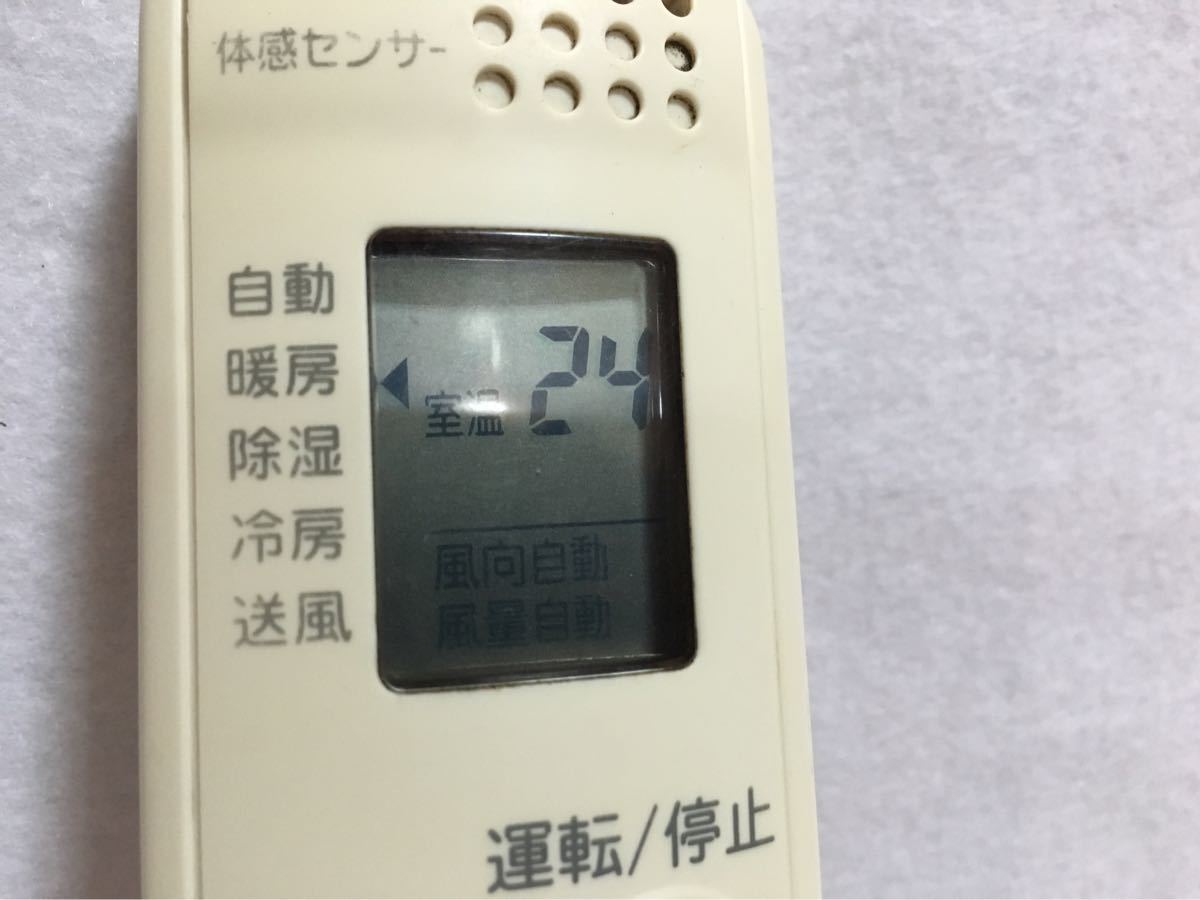 体感センサー
自動
暖房
除湿
冷房
送風
室温 24
風向自動
風量自動
運転/停止